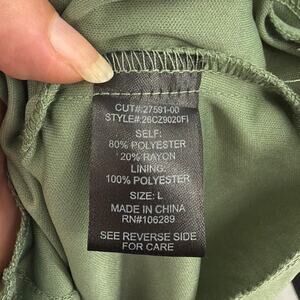 CUT#:27591-00
STYLE#:26CZ9020FI
SELF:
80% POLYESTER
20% RAYON
LINING:
100% POLYESTER
SIZE: L
MADE IN CHINA
RN#106289
SEE REVERSE SIDE
FOR CARE